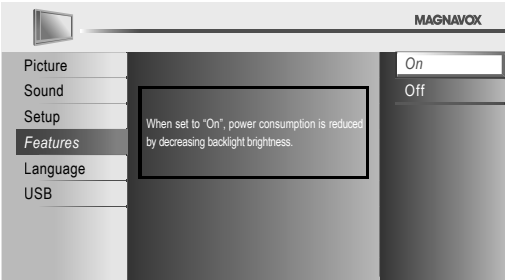 MAGNAVOX
Picture
Sound
Setup
Features
Language
USB
When set to “On”, power consumption is reduced
by decreasing backlight brightness.
On
Off